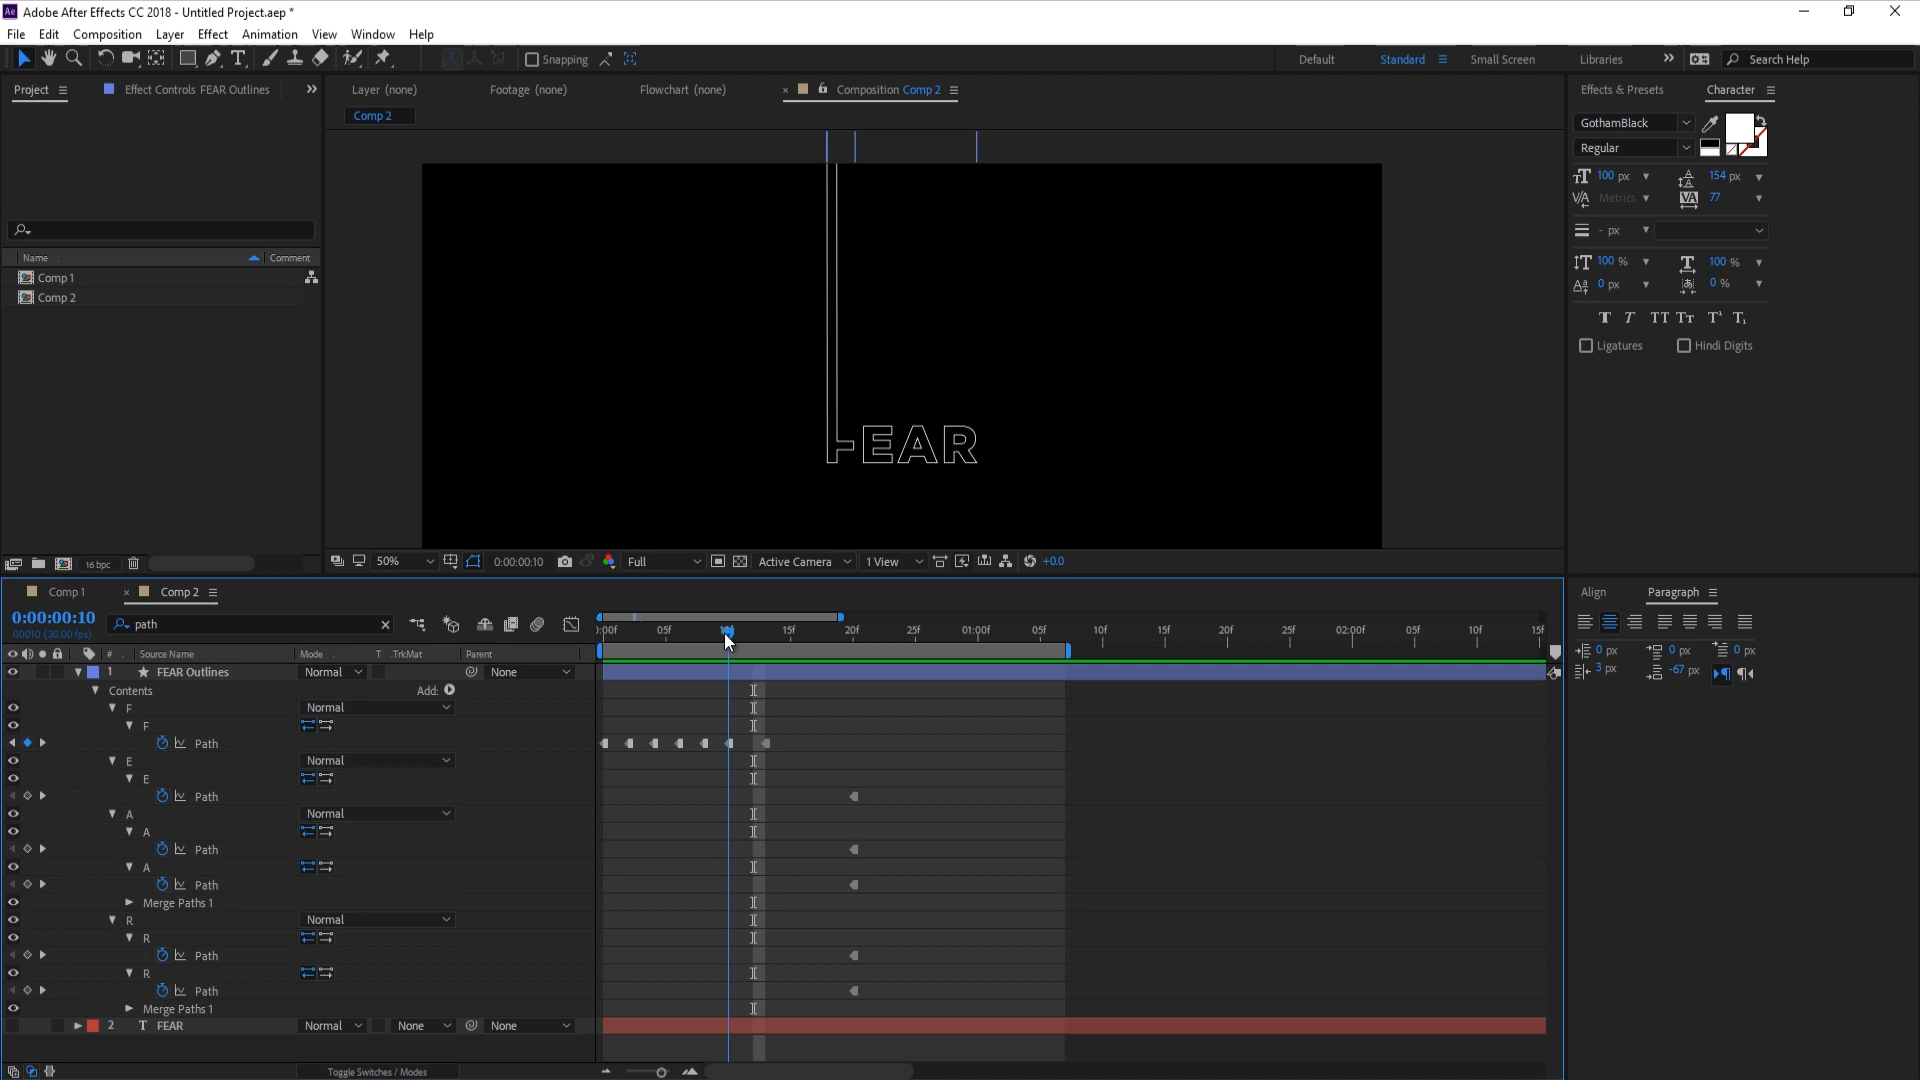 Ae Adobe After Effects CC 2018 - Untitled Project.aep *
File Edit Composition Layer Effect Animation View Window Help
Snapping Default Standard Small Screen Libraries Search Help
Project Effect Controls FEAR Outlines Layer (none) Footage (none) Flowchart (none) × Composition Comp 2 Effects & Presets Character
Comp 2
GothamBlack
Regular
100 px 154 px
Metrics 77
- px
Name Comment
100 % 100 %
Comp 1
0 px 0 %
Comp 2
T T TT Tт T¹ T₁
Ligatures Hindi Digits
FEAR
16 bpc 50% 0:00:00:10 Full Active Camera 1 View +0.0
Comp 1 × Comp 2 Align Paragraph
0:00:00:10 path ×
00010 (30.00 fps)
:00f 05f 10f 15f 20f 25f 01:00f 05f 10f 15f 20f 25f 02:00f 05f 10f 15f
# Source Name Mode T .TrkMat Parent
0 px 0 px 0 px
1 FEAR Outlines Normal None
3 px -67 px
Contents Add:
F Normal
F
Path
E Normal
E
Path
A Normal
A
Path
A
Path
Merge Paths 1
R Normal
R
Path
R
Path
Merge Paths 1
2 T FEAR Normal None None
Toggle Switches / Modes